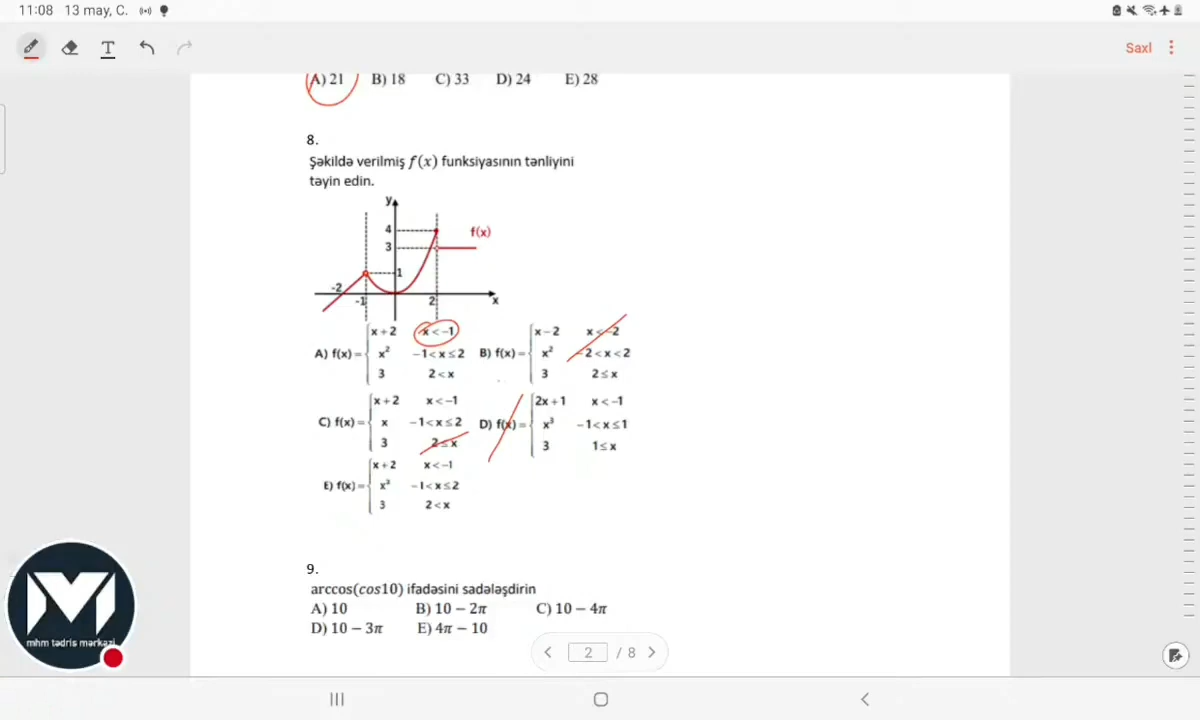 11:08 13 may, C.
T
Saxl
A) 21 B) 18 C) 33 D) 24 E) 28
8.
Şəkildə verilmiş f(x) funksiyasının tənliyini
təyin edin.
y
4
f(x)
3
1
-2
-1 2 x
x+2 x<-1 x-2 x<-2
A) f(x)= x² -1<x≤2 B) f(x)= x² -2<x<2
3 2<x 3 2≤x
x+2 x<-1 2x+1 x<-1
C) f(x)= x -1<x≤2 D) f(x)= x³ -1<x≤1
3 2≤x 3 1≤x
x+2 x<-1
E) f(x)= x³ -1<x≤2
3 2<x
9.
arccos(cos10) ifadəsini sadələşdirin
A) 10 B) 10 − 2π C) 10 − 4π
D) 10 − 3π E) 4π − 10
mhm tədris mərkəzi
2 / 8